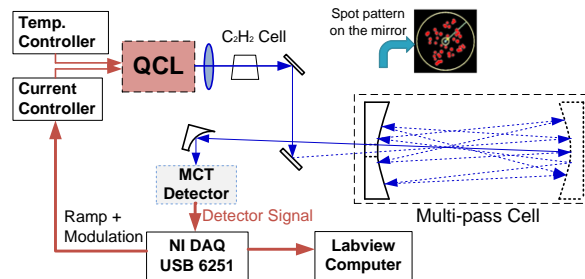 Temp.
Controller
Current
Controller
QCL
C₂H₂ Cell
Spot pattern
on the mirror
MCT
Detector
Detector Signal
Ramp +
Modulation
NI DAQ
USB 6251
Labview
Computer
Multi-pass Cell